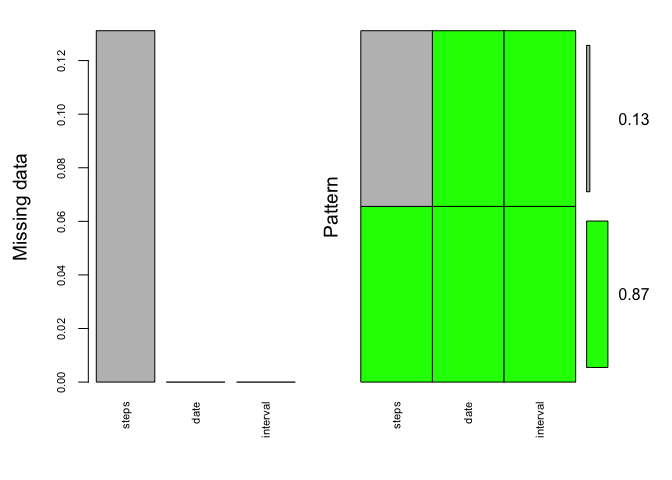 Missing data
0.12
0.10
0.08
0.06
0.04
0.02
0.00
steps
date
interval
Pattern
steps
date
interval
0.13
0.87